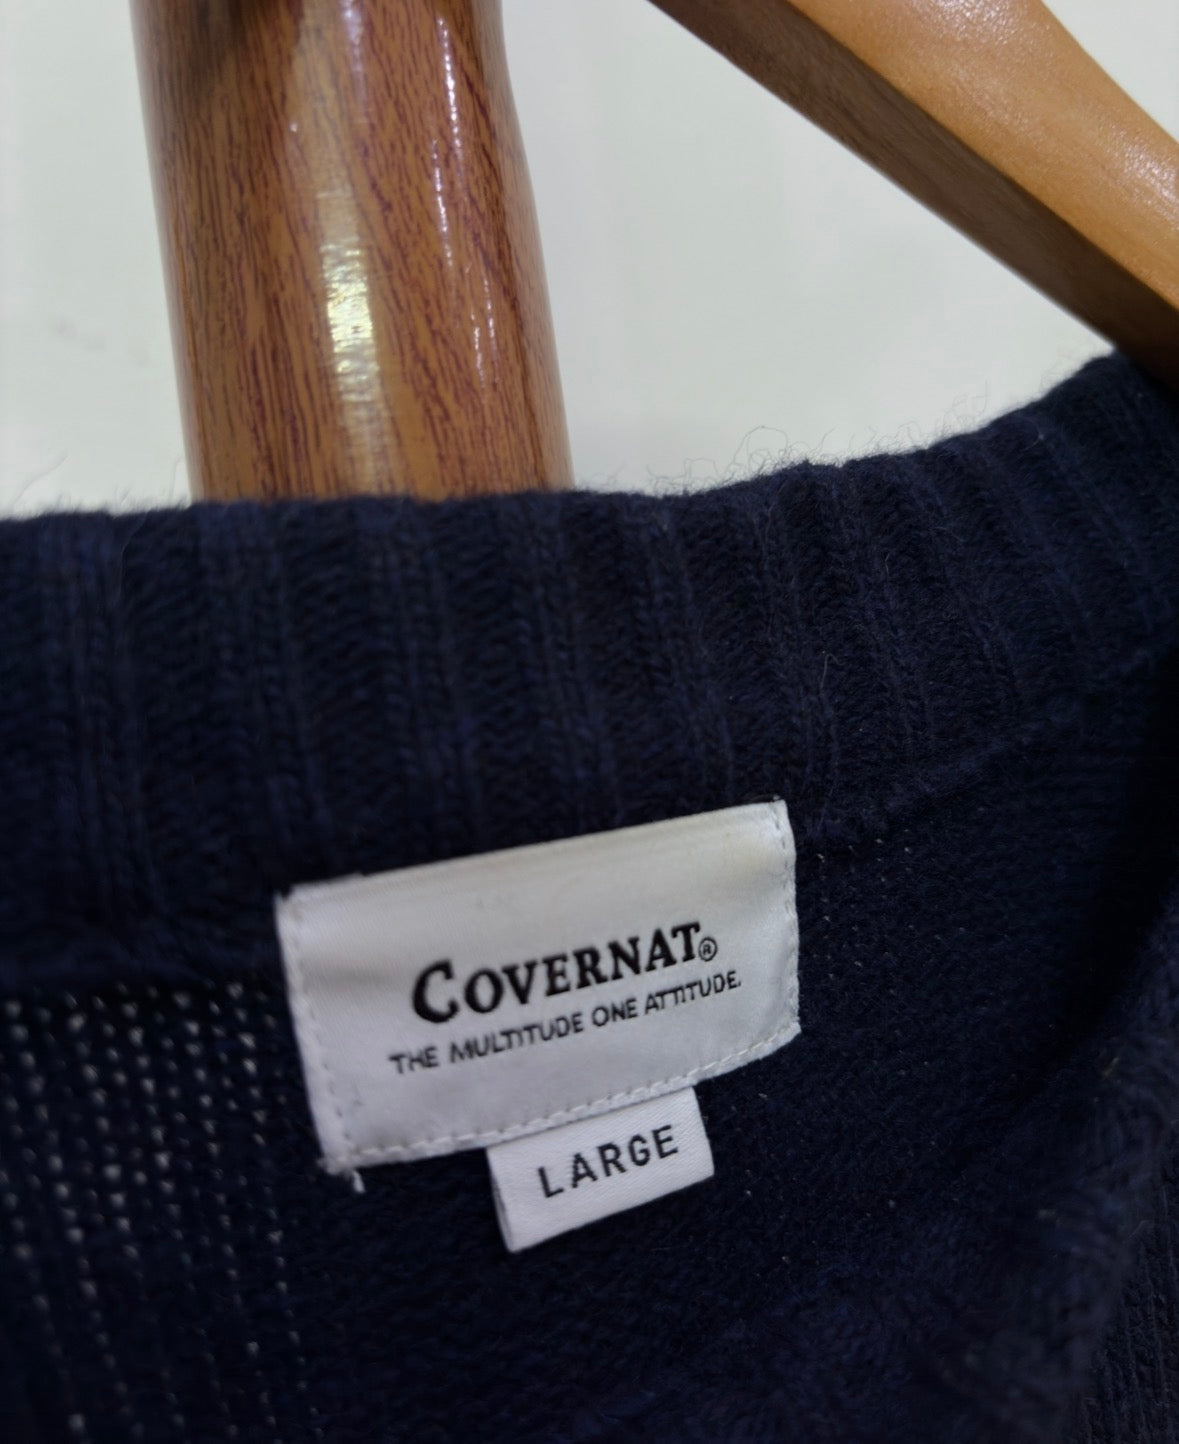 COVERNAT®
THE MULTITUDE ONE ATTITUDE.
LARGE